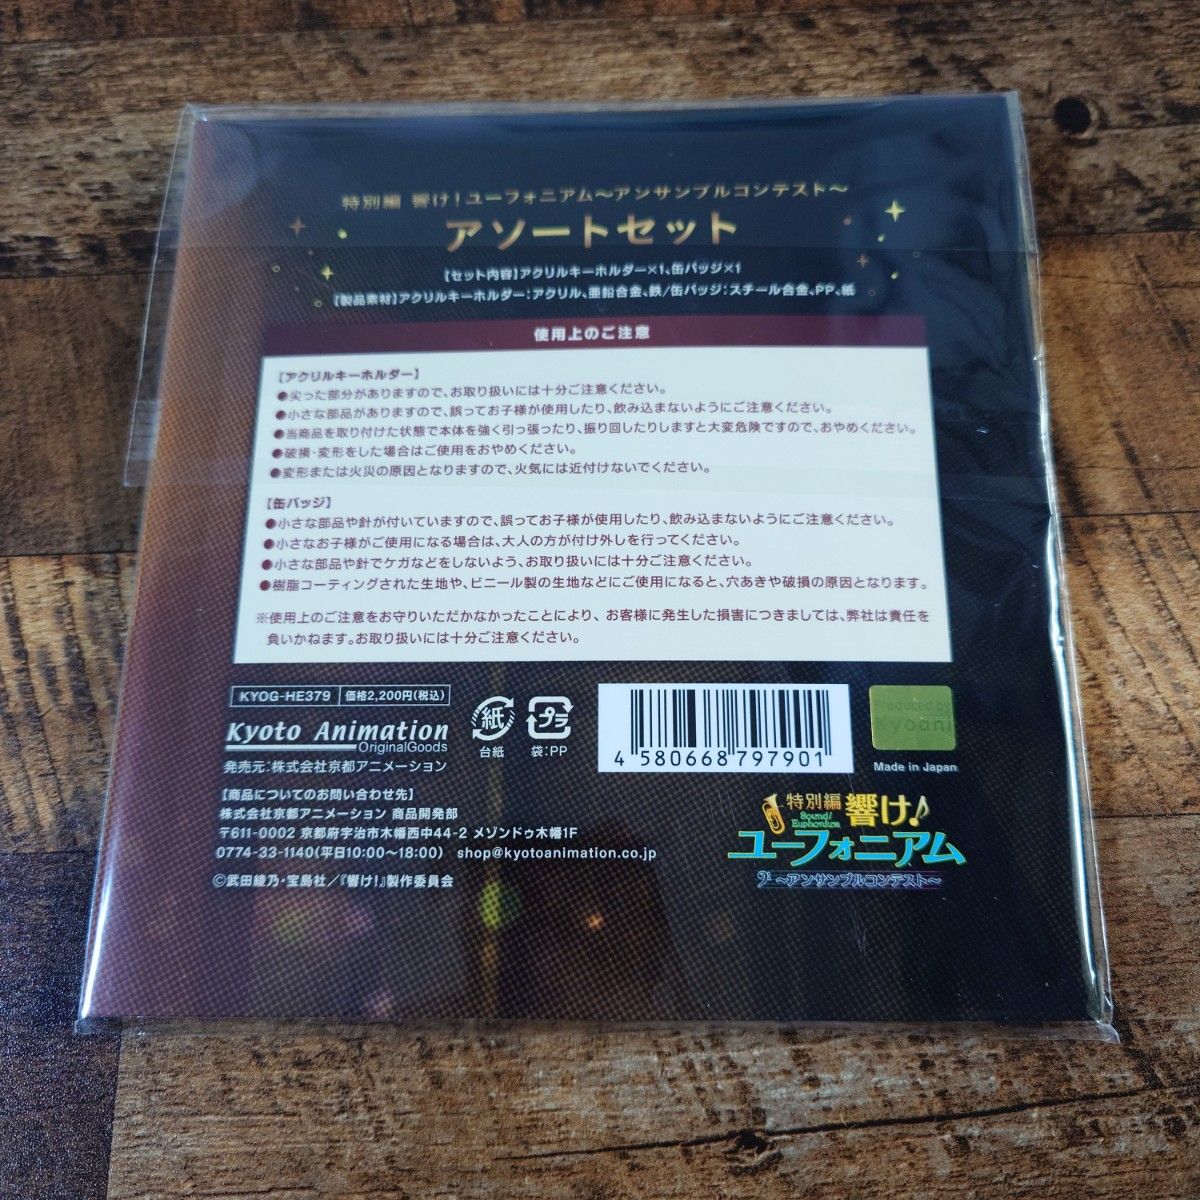 特別編 響け！ユーフォニアム～アンサンブルコンテスト～
アソートセット
【セット内容】アクリルキーホルダー×1、缶バッジ×1
【製品素材】アクリルキーホルダー：アクリル、亜鉛合金、鉄/缶バッジ：スチール合金、PP、紙
使用上のご注意
【アクリルキーホルダー】
●尖った部分がありますので、お取り扱いには十分ご注意ください。
●小さな部品がありますので、誤ってお子様が使用したり、飲み込まないようにご注意ください。
●当商品を取り付けた状態で本体を強く引っ張ったり、振り回したりしますと大変危険ですので、おやめください。
●破損・変形をした場合はご使用をおやめください。
●変形または火災の原因となりますので、火気には近付けないでください。
【缶バッジ】
●小さな部品や針が付いていますので、誤ってお子様が使用したり、飲み込まないようにご注意ください。
●小さなお子様がご使用になる場合は、大人の方が付け外しを行ってください。
●小さな部品や針でケガなどをしないよう、お取り扱いには十分ご注意ください。
●樹脂コーティングされた生地や、ビニール製の生地などにご使用になると、穴あきや破損の原因となります。
※使用上のご注意をお守りいただかなかったことにより、お客様に発生した損害につきましては、弊社は責任を
負いかねます。お取り扱いには十分ご注意ください。
KYOG-HE379 価格2,200円(税込)
Kyoto Animation
OriginalGoods
発売元：株式会社京都アニメーション
紙
台紙
プラ
袋：PP
4 580668 797901
Produced by
Kyoani
Made in Japan
【商品についてのお問い合わせ先】
株式会社京都アニメーション 商品開発部
〒611-0002 京都府宇治市木幡西中44-2 メゾンドゥ木幡1F
0774-33-1140(平日10:00～18:00) shop@kyotoanimation.co.jp
©武田綾乃・宝島社／『響け！』製作委員会
特別編 響け♪
Sound!
Euphonium
ユーフォニアム
～アンサンブルコンテスト～